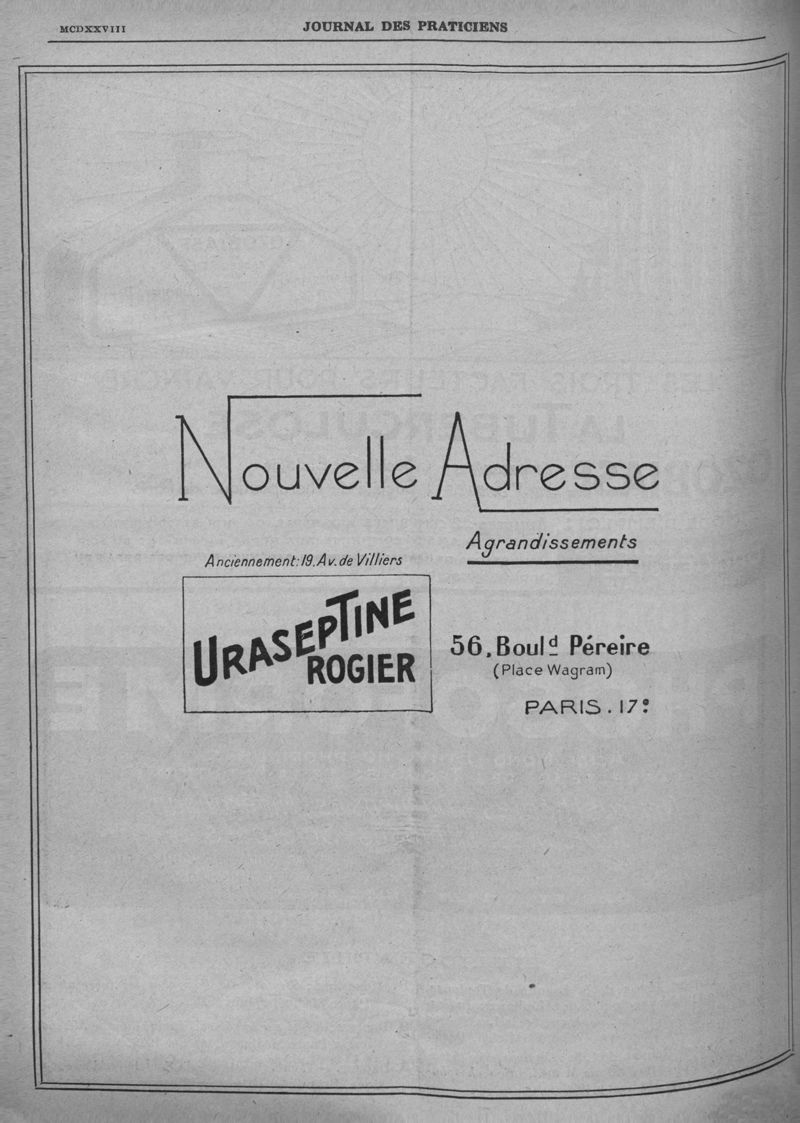 MCDXXVIII
JOURNAL DES PRATICIENS
Nouvelle Adresse
Agrandissements
Anciennement: 19. Av. de Villiers
URASEPTINE
ROGIER
56, Boul.d Péreire
(Place Wagram)
PARIS. 17e